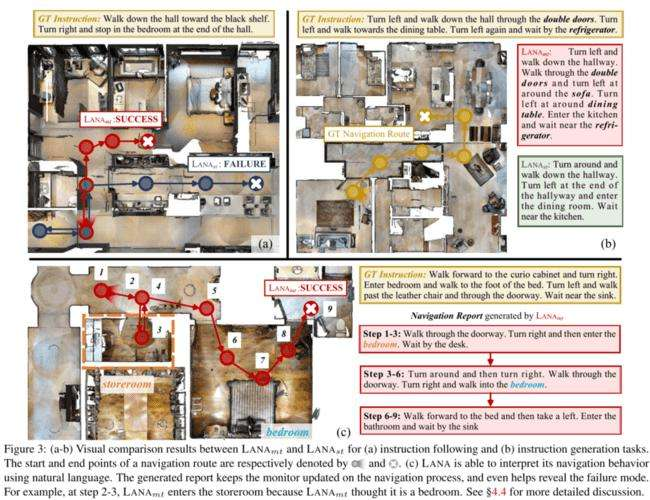 GT Instruction: Walk down the hall toward the black shelf.
Turn right and stop in the bedroom at the end of the hall.
LANAmt: SUCCESS
LANAst: FAILURE
(a)
GT Instruction: Turn left and walk down the hall through the double doors. Turn
left and walk towards the dining table. Turn left again and wait by the refrigerator.
GT Navigation Route
(b)
LANAmt: Turn left and
walk down the hallway.
Walk through the double
doors and turn left at
around the sofa. Turn
left at around dining
table. Enter the kitchen
and wait near the refri-
gerator.
LANAst: Turn around and
walk down the hallway.
Turn left at the end of
the hallyway and enter
the dining room. Wait
near the kitchen.
1
2
3
4
5
6
7
8
9
LANAmt: SUCCESS
storeroom
bedroom
(c)
GT Instruction: Walk forward to the curio cabinet and turn right.
Enter bedroom and walk to the foot of the bed. Turn left and walk
past the leather chair and through the doorway. Wait near the sink.
Navigation Report generated by LANAmt
Step 1-3: Walk through the doorway. Turn right and then enter the
bedroom. Wait by the desk.
Step 3-6: Turn around and then turn right. Walk through the
doorway. Turn right and walk into the bedroom.
Step 6-9: Walk forward to the bed and then take a left. Enter the
bathroom and wait by the sink
Figure 3: (a-b) Visual comparison results between LANAmt and LANAst for (a) instruction following and (b) instruction generation tasks.
The start and end points of a navigation route are respectively denoted by and . (c) LANA is able to interpret its navigation behavior
using natural language. The generated report keeps the monitor updated on the navigation process, and even helps reveal the failure mode.
For example, at step 2-3, LANAmt enters the storeroom because LANAmt thought it is a bedroom. See §4.4 for more detailed discussion.